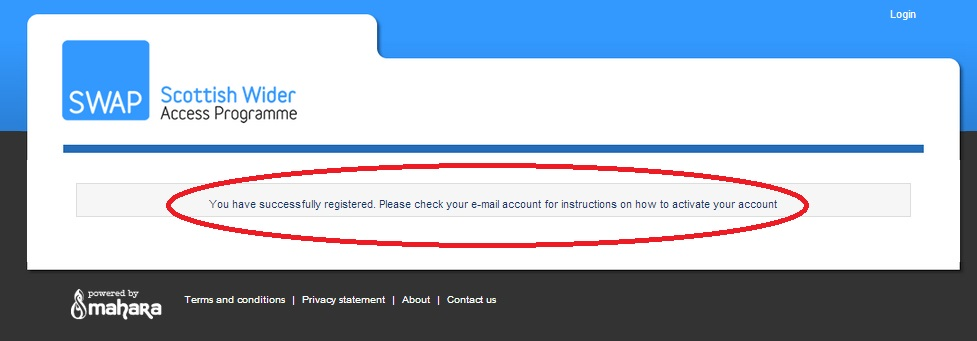 Login
SWAP
Scottish Wider
Access Programme
You have successfully registered. Please check your e-mail account for instructions on how to activate your account
powered by
mahara
Terms and conditions | Privacy statement | About | Contact us